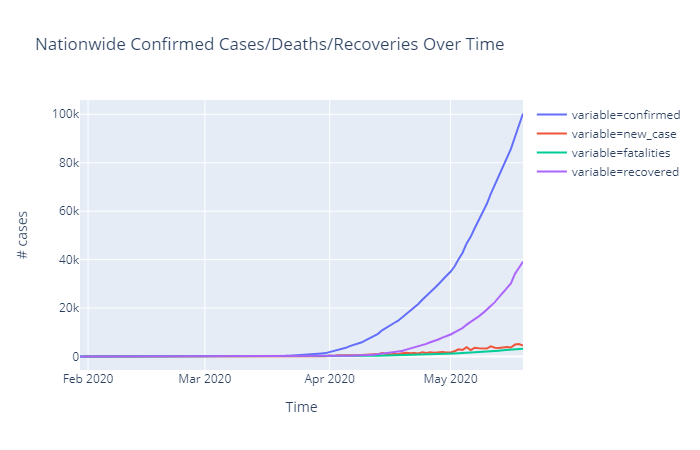 Nationwide Confirmed Cases/Deaths/Recoveries Over Time
100k
80k
60k
40k
20k
0
# cases
Feb 2020
Mar 2020
Apr 2020
May 2020
Time
variable=confirmed
variable=new_case
variable=fatalities
variable=recovered